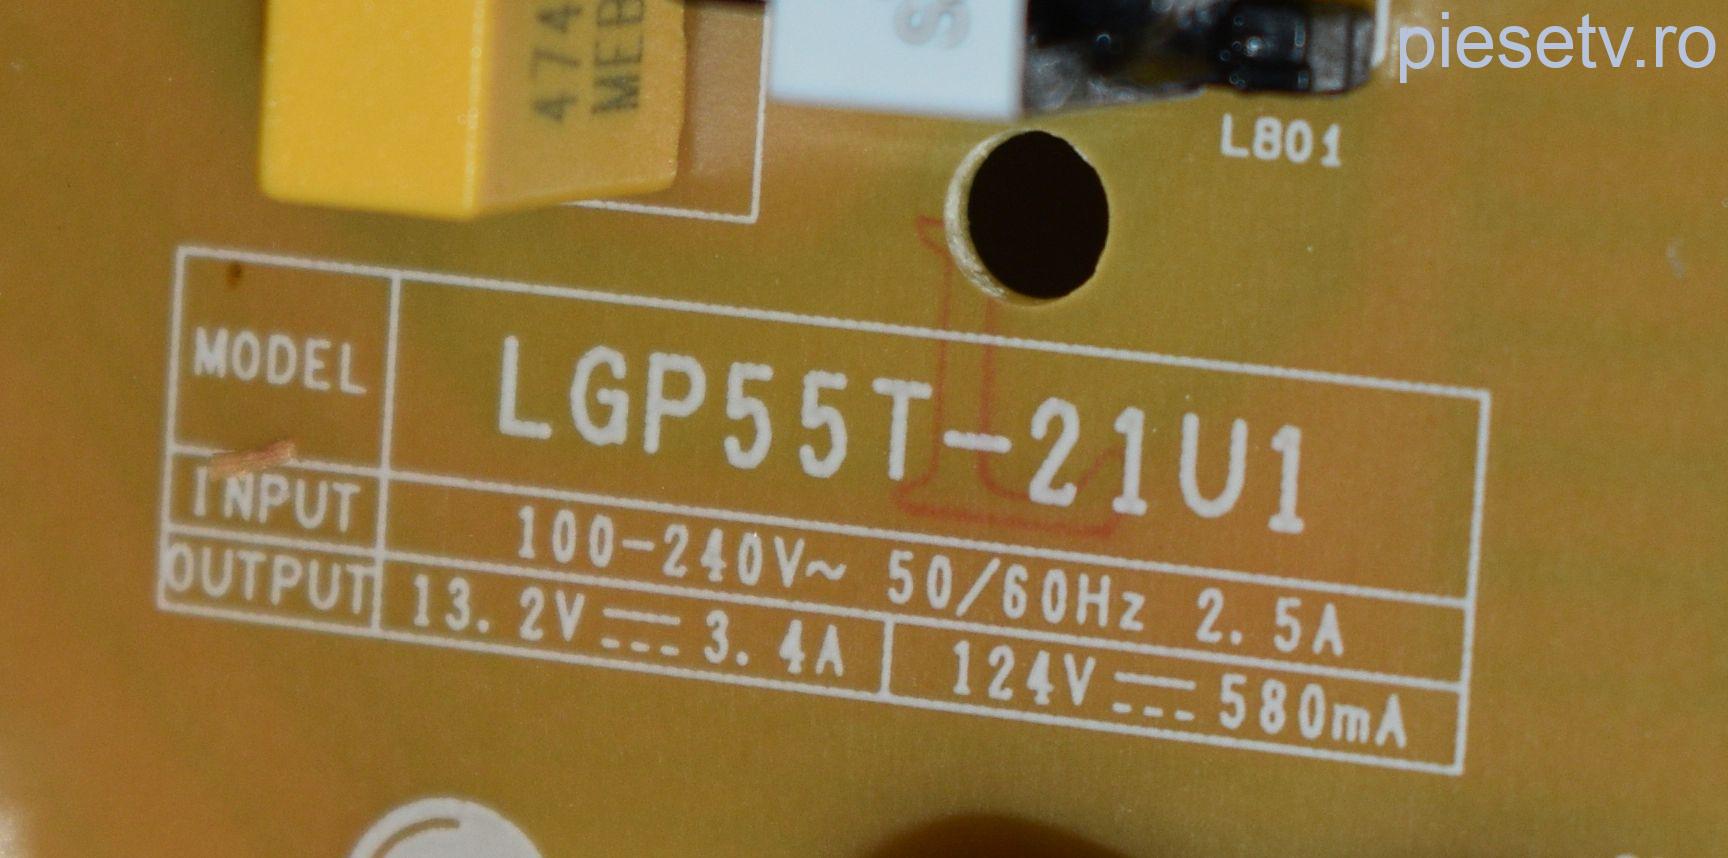 piesetv.ro
474
MEB
S
L801
MODEL LGP55T-21U1
INPUT 100-240V~ 50/60Hz 2.5A
OUTPUT 13.2V⎓3.4A 124V⎓580mA